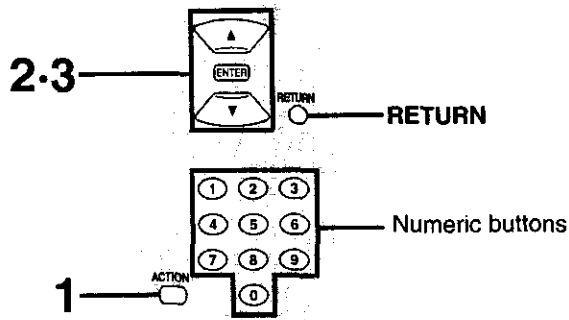 ▲
2·3
ENTER
RETURN
▼
RETURN
1 2 3
4 5 6
Numeric buttons
7 8 9
ACTION
1
0